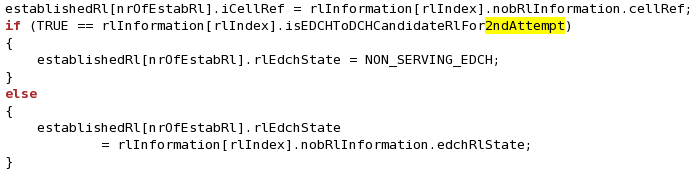 establishedRl[nrOfEstabRl].iCellRef = rlInformation[rlIndex].nobRlInformation.cellRef;
if (TRUE == rlInformation[rlIndex].isEDCHToDCHCandidateRlFor2ndAttempt)
{
    establishedRl[nrOfEstabRl].rlEdchState = NON_SERVING_EDCH;
}
else
{
    establishedRl[nrOfEstabRl].rlEdchState
            = rlInformation[rlIndex].nobRlInformation.edchRlState;
}